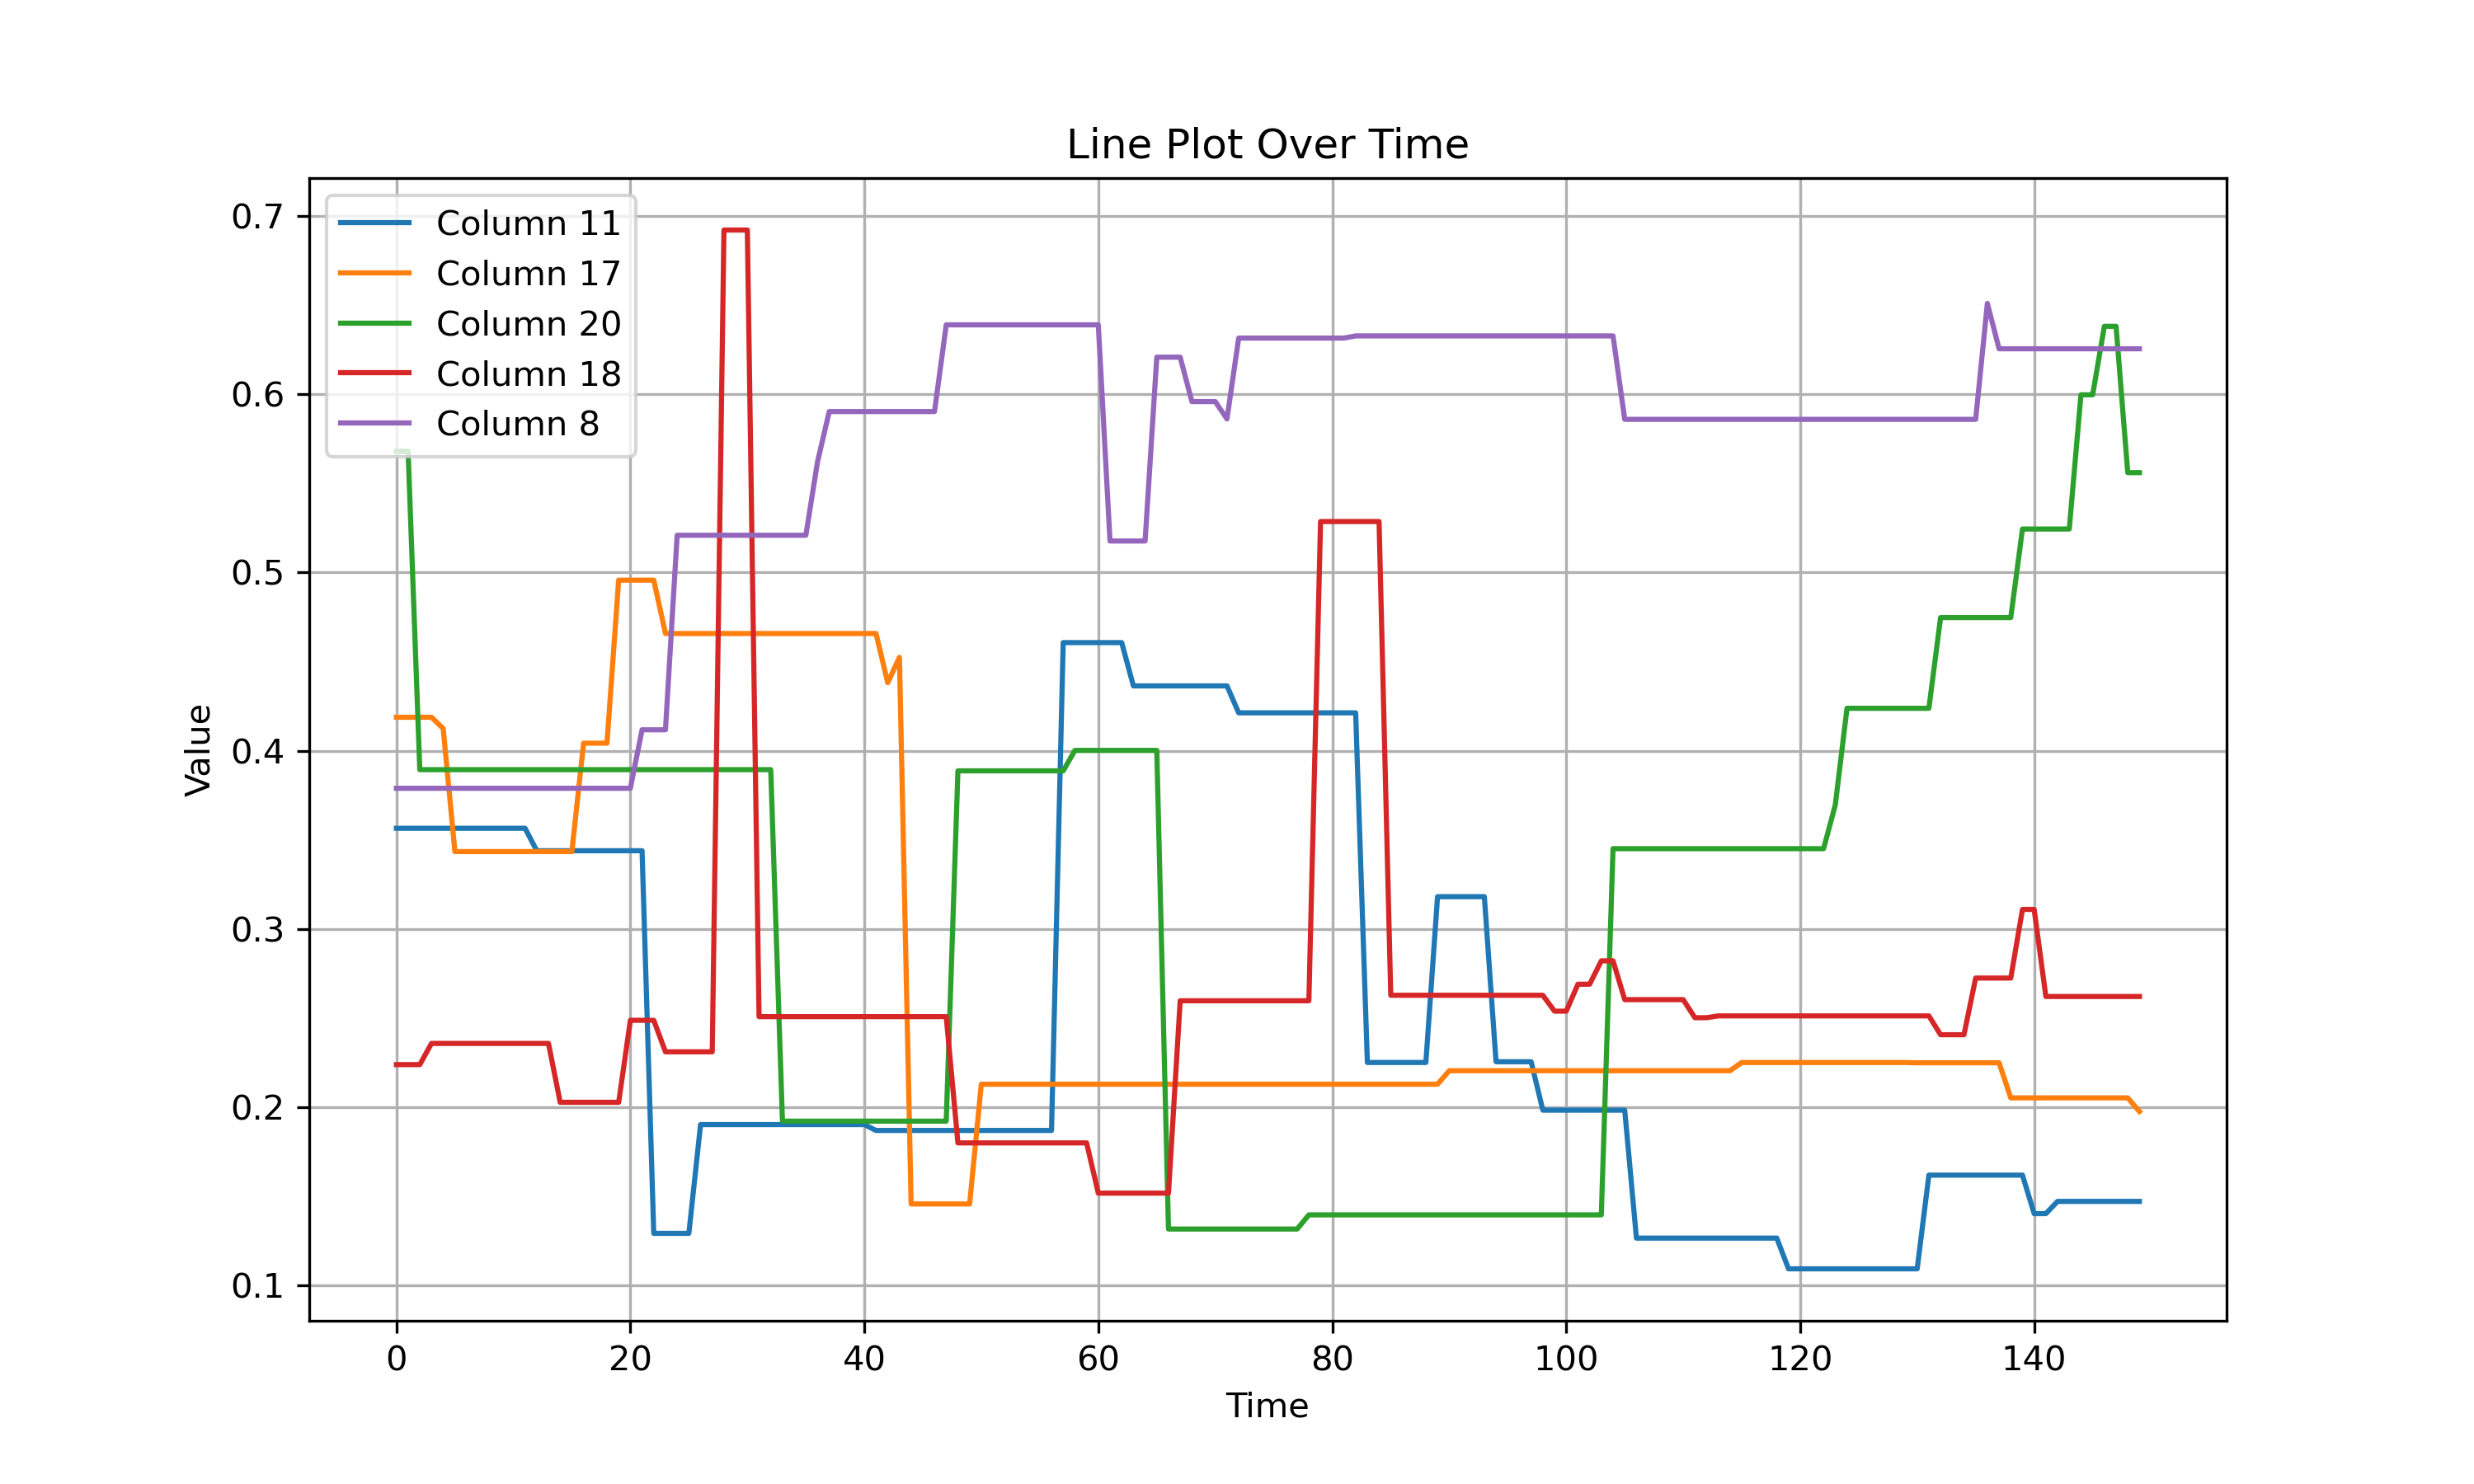 Line Plot Over Time
Column 11
Column 17
Column 20
Column 18
Column 8
Value
0.7
0.6
0.5
0.4
0.3
0.2
0.1
0 20 40 60 80 100 120 140
Time